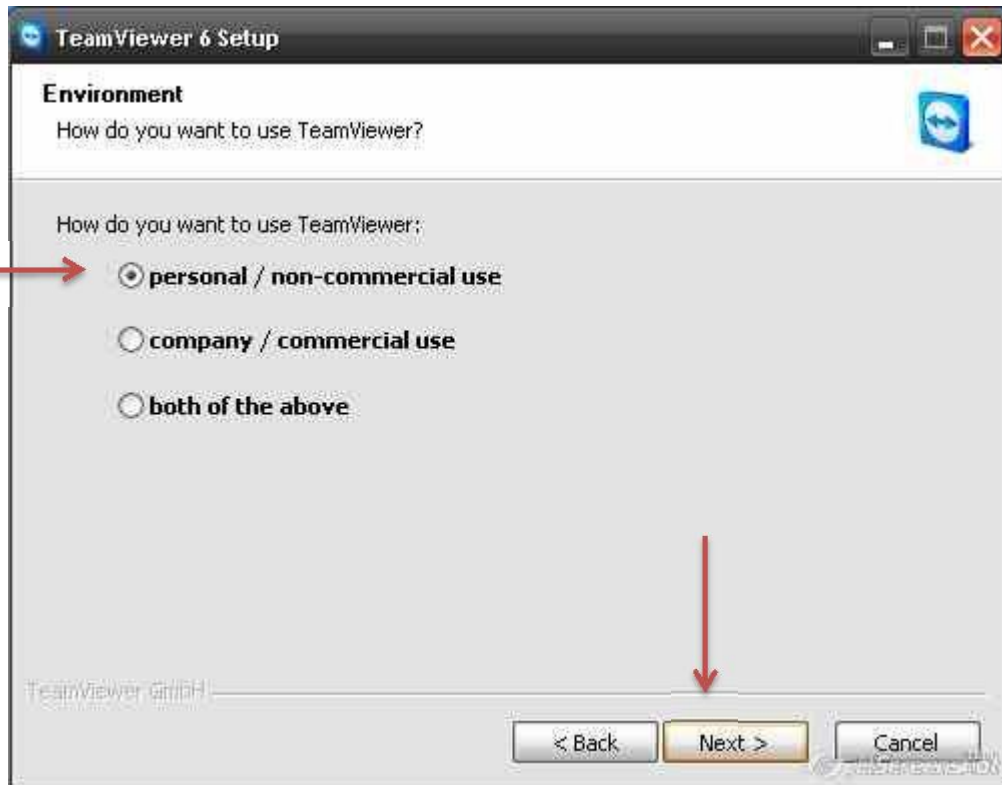 TeamViewer 6 Setup
Environment
How do you want to use TeamViewer?
How do you want to use TeamViewer:
personal / non-commercial use
company / commercial use
both of the above
TeamViewer GmbH
< Back Next > Cancel